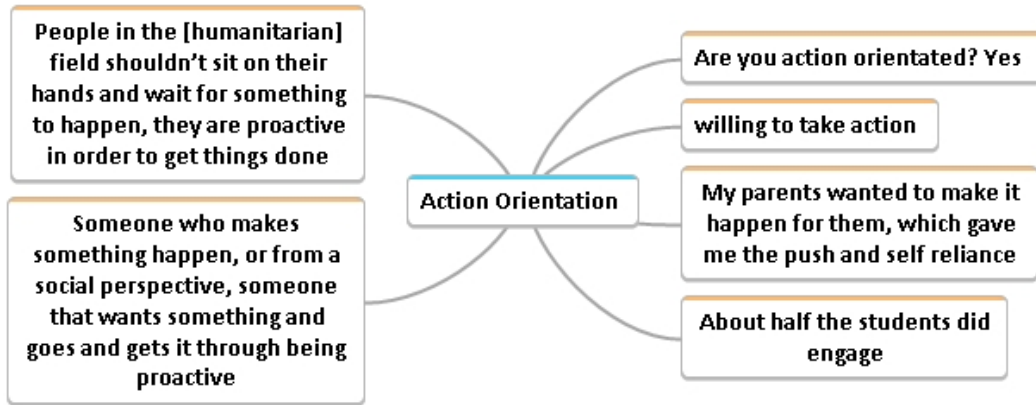 People in the [humanitarian]
field shouldn't sit on their
hands and wait for something
to happen, they are proactive
in order to get things done
Someone who makes
something happen, or from a
social perspective, someone
that wants something and
goes and gets it through being
proactive
Action Orientation
Are you action orientated? Yes
willing to take action
My parents wanted to make it
happen for them, which gave
me the push and self reliance
About half the students did
engage